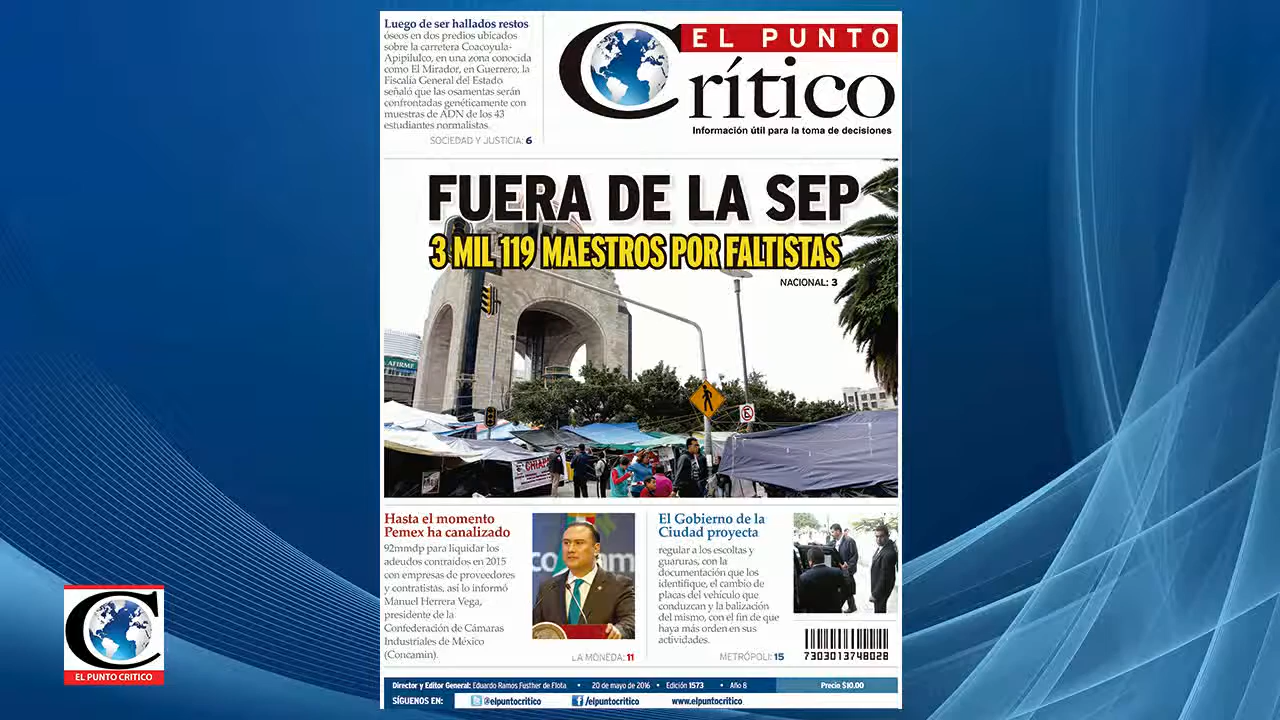 Luego de ser hallados restos
óseos en dos predios ubicados
sobre la carretera Coacoyula-
Apipilulco, en una zona conocida
como El Mirador, en Guerrero, la
Fiscalía General del Estado
señaló que las osamentas serán
confrontadas genéticamente con
muestras de ADN de los 43
estudiantes normalistas.
SOCIEDAD Y JUSTICIA: 6
EL PUNTO
Crítico
Información útil para la toma de decisiones
FUERA DE LA SEP
3 MIL 119 MAESTROS POR FALTISTAS
NACIONAL: 3
AFIRME
CHIAPA
Hasta el momento
Pemex ha canalizado
92mmdp para liquidar los
adeudos contraidos en 2015
con empresas de proveedores
y contratistas, así lo informó
Manuel Herrera Vega,
presidente de la
Confederación de Cámaras
Industriales de México
(Concamin).
LA MONEDA: 11
El Gobierno de la
Ciudad proyecta
regular a los escoltas y
guaruras, con la
documentación que los
identifique, el cambio de
placas del vehículo que
conduzcan y la balización
del mismo, con el fin de que
haya más orden en sus
actividades.
METRÓPOLI: 15
7303013748028
Director y Editor General: Eduardo Ramos Fusther de Flota • 20 de mayo de 2016 • Edición 1573 • Año 8 Precio $10.00
SÍGUENOS EN: @elpuntocritico /elpuntocritico www.elpuntocritico.com
EL PUNTO CRITICO